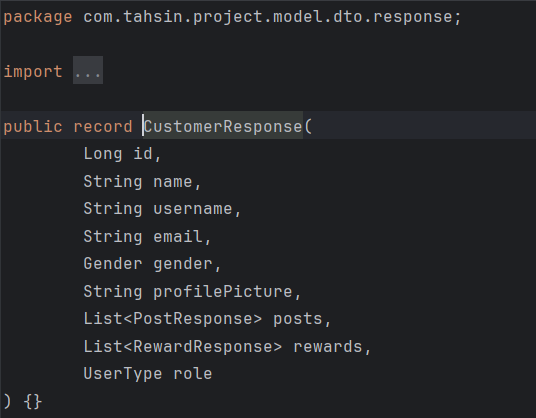 package com.tahsin.project.model.dto.response;
import ...
public record CustomerResponse(
Long id,
String name,
String username,
String email,
Gender gender,
String profilePicture,
List<PostResponse> posts,
List<RewardResponse> rewards,
UserType role
) {}